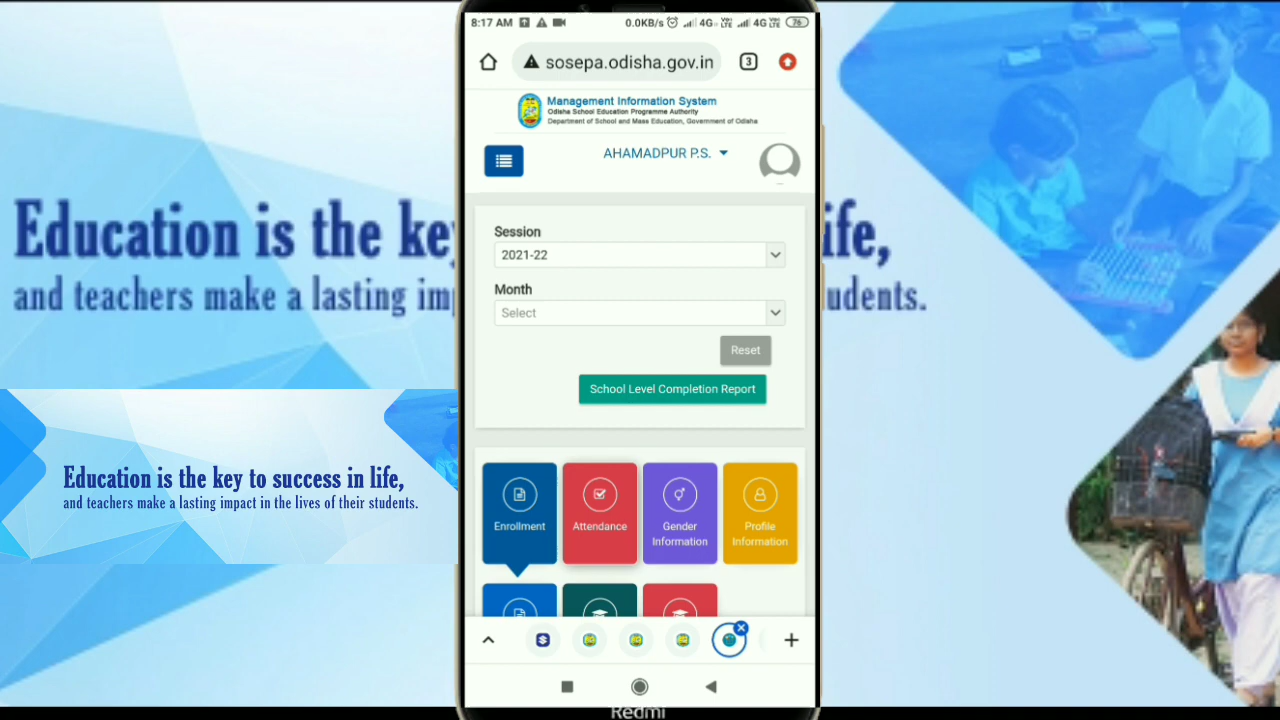 8:17 AM 0.0KB/s 4G 4G 76
sosepa.odisha.gov.in 3
Management Information System
Odisha School Education Programme Authority
Department of School and Mass Education, Government of Odisha
AHAMADPUR P.S.
Session
2021-22
Month
Select
Reset
School Level Completion Report
Enrollment
Attendance
Gender
Information
Profile
Information
Redmi
Education is the key ife,
and teachers make a lasting im udents.
Education is the key to success in life,
and teachers make a lasting impact in the lives of their students.